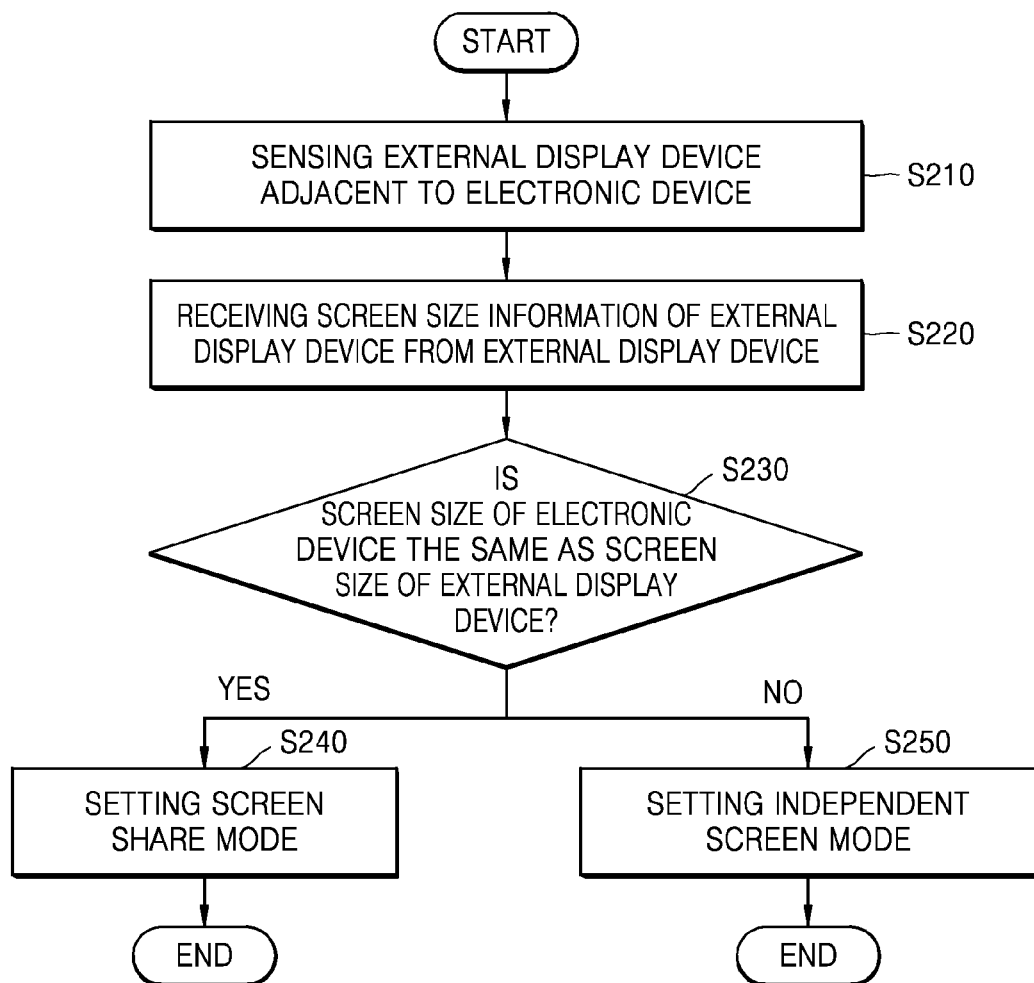 START
SENSING EXTERNAL DISPLAY DEVICE
ADJACENT TO ELECTRONIC DEVICE
S210
RECEIVING SCREEN SIZE INFORMATION OF EXTERNAL
DISPLAY DEVICE FROM EXTERNAL DISPLAY DEVICE
S220
S230
IS
SCREEN SIZE OF ELECTRONIC
DEVICE THE SAME AS SCREEN
SIZE OF EXTERNAL DISPLAY
DEVICE?
YES
NO
S240
SETTING SCREEN
SHARE MODE
S250
SETTING INDEPENDENT
SCREEN MODE
END
END